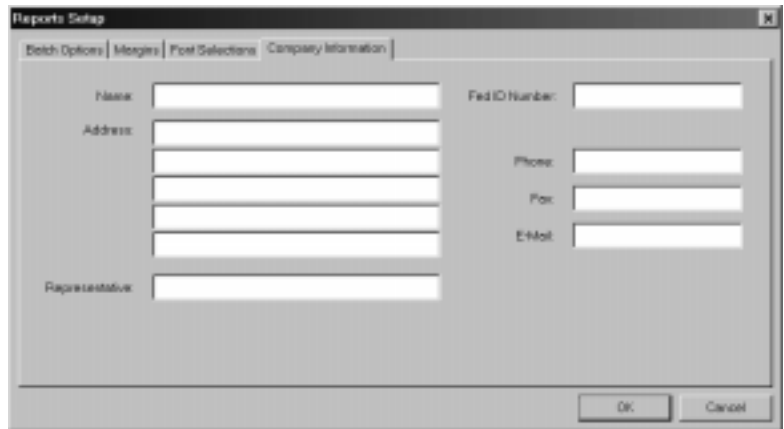 Reports Setup
Batch Options Margins Font Selections Company Information
Name: Fed ID Number:
Address:
Phone:
Fax:
E-Mail:
Representative:
OK Cancel